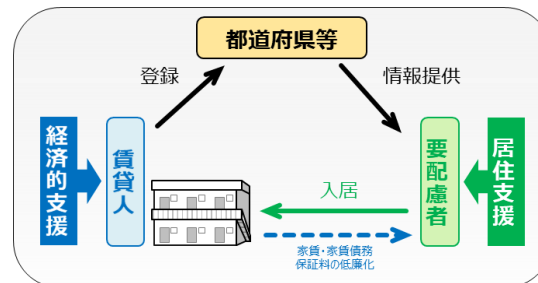 都道府県等
登録
情報提供
経済的支援
賃貸人
要配慮者
居住支援
入居
家賃・家賃債務
保証料の低廉化